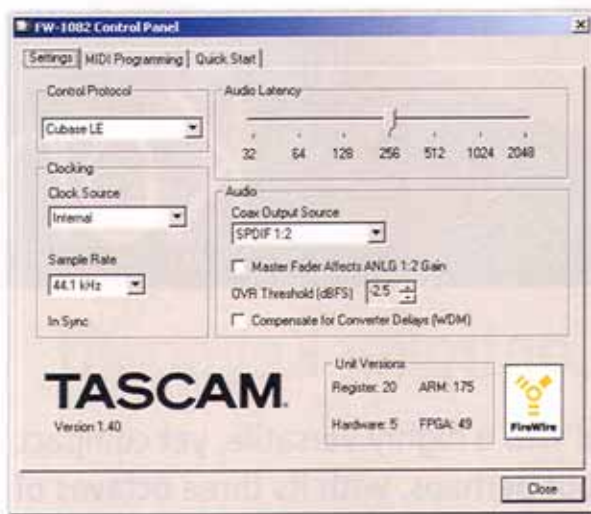 FW-1082 Control Panel
Settings
MIDI Programming
Quick Start
Control Protocol
Cubase LE
Audio Latency
32 64 128 256 512 1024 2048
Clocking
Clock Source
Internal
Sample Rate
44.1 kHz
In Sync
Audio
Coax Output Source
SPDIF 1:2
Master Fader Affects ANLG 1:2 Gain
OVR Threshold (dBFS) -2.5
Compensate for Converter Delays (WDM)
TASCAM
Version 1.40
Unit Versions
Register: 20 ARM: 175
Hardware: 5 FPGA: 49
FireWire
Close